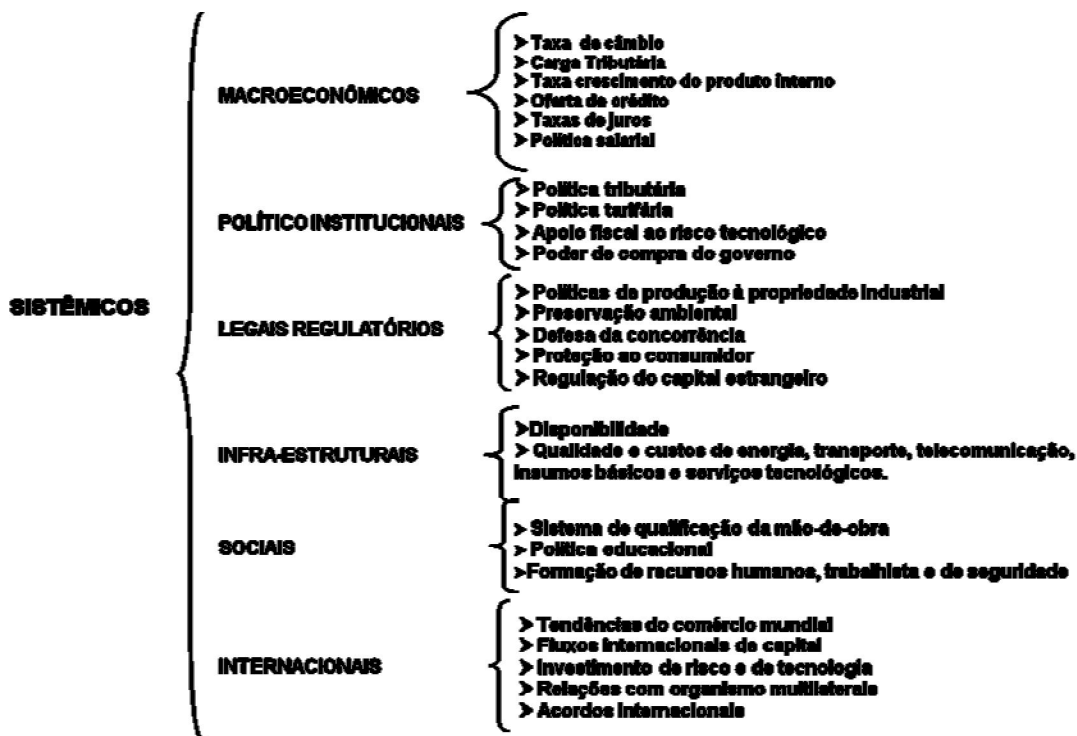 SISTÊMICOS
MACROECONÔMICOS
➤Taxa de câmbio
➤Carga Tributária
➤Taxa crescimento do produto interno
➤Oferta de crédito
➤Taxas de juros
➤Política salarial
POLÍTICO INSTITUCIONAIS
➤Política tributária
➤Política tarifária
➤Apoio fiscal ao risco tecnológico
➤Poder de compra do governo
LEGAIS REGULATÓRIOS
➤Políticas de produção à propriedade industrial
➤Preservação ambiental
➤Defesa da concorrência
➤Proteção ao consumidor
➤Regulação do capital estrangeiro
INFRA-ESTRUTURAIS
➤Disponibilidade
➤ Qualidade e custos de energia, transporte, telecomunicação,
insumos básicos e serviços tecnológicos.
SOCIAIS
➤Sistema de qualificação da mão-de-obra
➤Política educacional
➤Formação de recursos humanos, trabalhista e de seguridade
INTERNACIONAIS
➤Tendências do comércio mundial
➤Fluxos internacionais de capital
➤Investimento de risco e de tecnologia
➤Relações com organismo multilaterais
➤Acordos internacionais